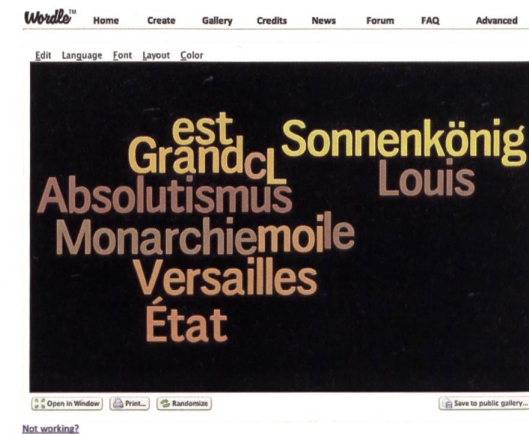 Wordle™ Home Create Gallery Credits News Forum FAQ Advanced
Edit Language Font Layout Color
est
Grand cL Sonnenkönig
Absolutismus Louis
Monarchie moi le
Versailles
État
Open in Window Print... Randomize Save to public gallery...
Not working?